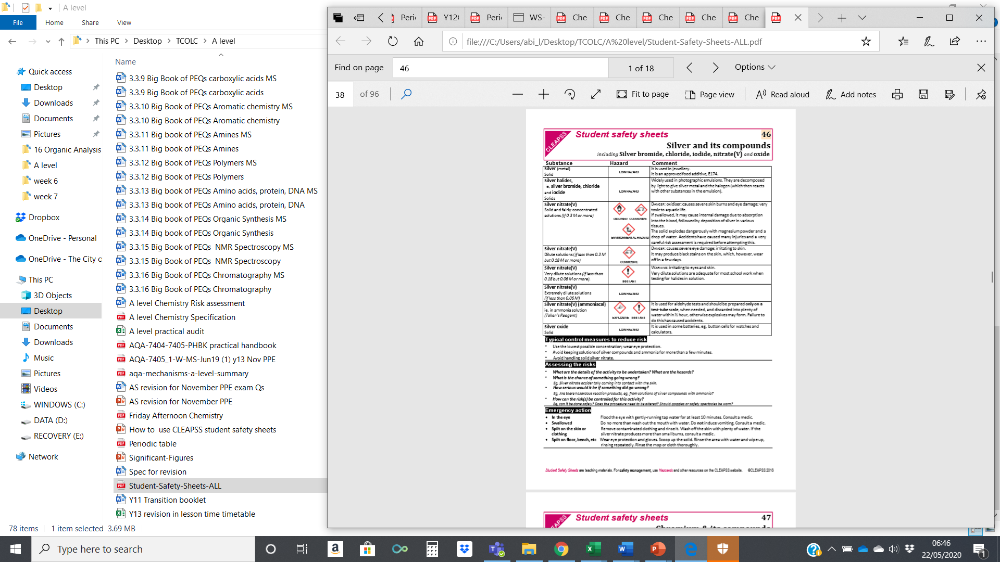 A level
File
Home
Share
View
This PC
Desktop
TCOLC
A level
Name
Quick access
Desktop
Downloads
Documents
Pictures
16 Organic Analysis
A level
week 6
week 7
Dropbox
OneDrive - Personal
OneDrive - The City o
This PC
3D Objects
Desktop
Documents
Downloads
Music
Pictures
Videos
WINDOWS (C:)
DATA (D:)
RECOVERY (E:)
Network
3.3.9 Big Book of PEQs carboxylic acids MS
3.3.9 Big Book of PEQs carboxylic acids
3.3.10 Big Book of PEQs Aromatic chemistry MS
3.3.10 Big Book of PEQs Aromatic chemistry
3.3.11 Big book of PEQs Amines MS
3.3.11 Big book of PEQs Amines
3.3.12 Big Book of PEQs Polymers MS
3.3.12 Big Book of PEQs Polymers
3.3.13 Big book of PEQs Amino acids, protein, DNA MS
3.3.13 Big book of PEQs Amino acids, protein, DNA
3.3.14 Big book of PEQs Organic Synthesis MS
3.3.14 Big book of PEQs Organic Synthesis
3.3.15 Big Book of PEQs  NMR Spectroscopy MS
3.3.15 Big Book of PEQs  NMR Spectroscopy
3.3.16 Big Book of PEQs Chromatography MS
3.3.16 Big Book of PEQs Chromatography
A level Chemistry Risk assessment
A level Chemistry Specification
A level practical audit
AQA-7404-7405-PHBK practical handbook
AQA-7405_1-W-MS-Jun19 (1) y13 Nov PPE
aqa-mechanisms-a-level-summary
AS revision for November PPE exam Qs
AS revision for November PPE
Friday Afternoon Chemistry
How to  use CLEAPSS student safety sheets
Periodic table
Significant-Figures
Spec for revision
Student-Safety-Sheets-ALL
Y11 Transition booklet
Y13 revision in lesson time timetable
78 items
1 item selected  3.69 MB
Peri
Y12
Peri
WS-
Che
Che
Che
Che
Che
file:///C:/Users/abi_l/Desktop/TCOLC/A%20level/Student-Safety-Sheets-ALL.pdf
Find on page
46
1 of 18
Options
38
of 96
Fit to page
Page view
Read aloud
Add notes
CLEAPSS
Student safety sheets
46
Silver and its compounds
including Silver bromide, chloride, iodide, nitrate(V) and oxide
Substance
Hazard
Comment
Silver (metal)
Solid
LOW HAZARD
It is used in jewellery.
It is an approved food additive, E174.
Silver halides,
ie, silver bromide, chloride
and iodide
Solids
LOW HAZARD
Widely used in photographic emulsions. They are decomposed
by light to give silver metal and the halogen (which then reacts
with other substances in the emulsion).
Silver nitrate(V)
Solid and fairly-concentrated
solutions (If 0.3 M or more)
OXIDISER CORROSIVE
ENVIRONMENTAL HAZARD
DANGER: oxidiser; causes severe skin burns and eye damage; very
toxic to aquatic life.
If swallowed, it may cause internal damage due to absorption
into the blood, followed by deposition of silver in various
tissues.
The solid explodes dangerously with magnesium powder and a
drop of water. Accidents have caused many injuries and a very
careful risk assessment is required before attempting this.
Silver nitrate(V)
Dilute solutions (if less than 0.3 M
but 0.18 M or more)
CORROSIVE
DANGER: causes severe eye damage; irritating to skin.
It may produce black stains on the skin, which, however, wear
off in a few days.
Silver nitrate(V)
Very dilute solutions (if less than
0.18 but 0.06 M or more).
IRRITANT
WARNING: irritating to eyes and skin.
Very dilute solutions are adequate for most school work when
testing for halides in solution.
Silver nitrate(V)
Extremely dilute solutions
(if less than 0.06 M)
LOW HAZARD
Silver nitrate(V) (ammoniacal)
ie, in ammonia solution
(Tollen's Reagent)
EXPLOSIVE IRRITANT
It is used for aldehyde tests and should be prepared only on a
test-tube scale, when needed, and discarded into plenty of
water within ½ hour, otherwise explosives may form. Failure to
do this has caused accidents.
Silver oxide
Solid
LOW HAZARD
It is used in some batteries, eg, button cells for watches and
calculators.
Typical control measures to reduce risk
• Use the lowest possible concentration; wear eye protection.
• Avoid keeping solutions of silver compounds and ammonia for more than a few minutes.
• Avoid handling solid silver nitrate.
Assessing the risks
• What are the details of the activity to be undertaken? What are the hazards?
• What is the chance of something going wrong?
Eg, Silver nitrate accidentally coming into contact with the skin.
• How serious would it be if something did go wrong?
Eg, Are there hazardous reaction products, eg, from solutions of silver compounds with ammonia?
• How can the risk(s) be controlled for this activity?
Eg, can it be done safely? Does the procedure need to be altered? Should goggles or safety spectacles be worn?
Emergency action
• In the eye Flood the eye with gently-running tap water for at least 10 minutes. Consult a medic.
• Swallowed Do no more than wash out the mouth with water. Do not induce vomiting. Consult a medic.
• Spilt on the skin or Remove contaminated clothing and rinse it. Wash off the skin with plenty of water. If the
clothing silver nitrate produces more than small burns, consult a medic.
• Spilt on floor, bench, etc Wear eye protection and gloves. Scoop up the solid. Rinse the area with water and wipe up,
rinsing repeatedly. Rinse the mop or cloth thoroughly.
Student Safety Sheets are teaching materials. For safety management, use Hazcards and other resources on the CLEAPSS website. ©CLEAPSS 2018
Student safety sheets
47
Type here to search
06:46
22/05/2020
1